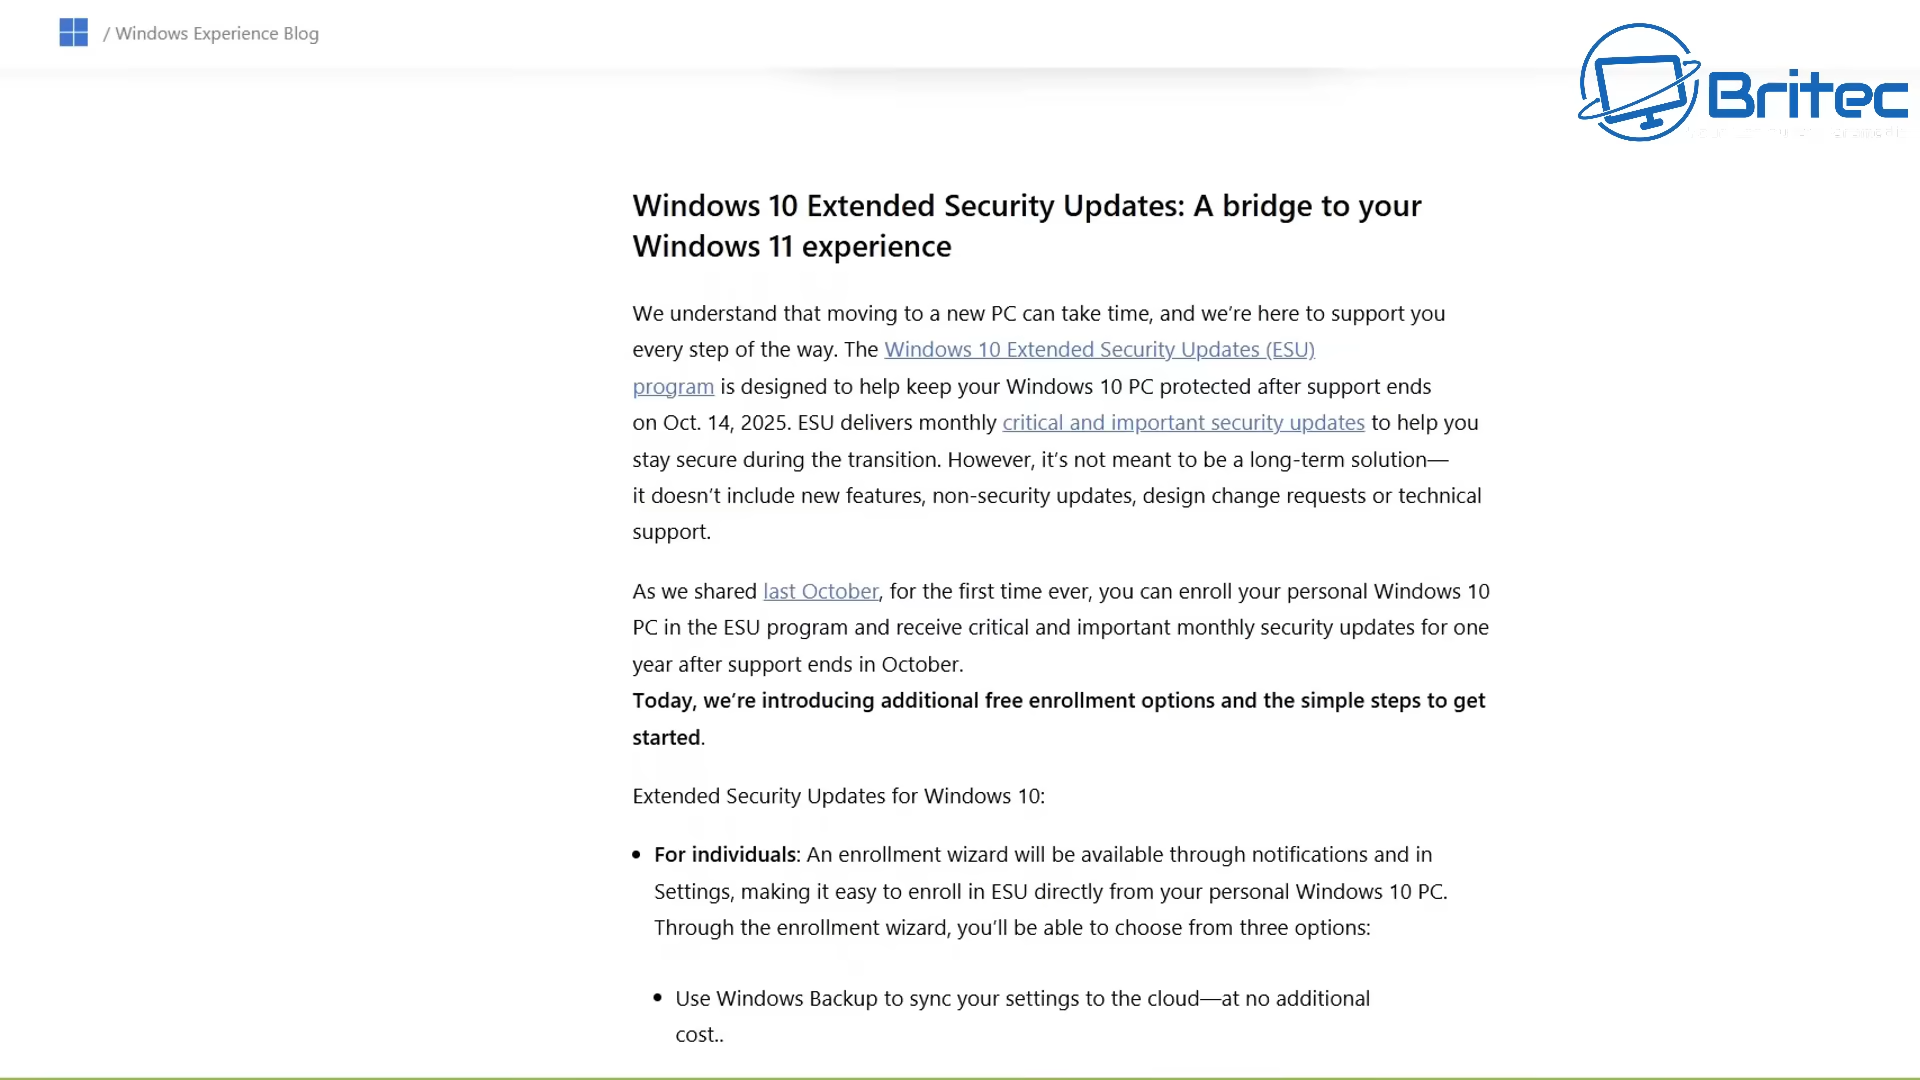 / Windows Experience Blog
Britec
Windows 10 Extended Security Updates: A bridge to your
Windows 11 experience
We understand that moving to a new PC can take time, and we’re here to support you
every step of the way. The Windows 10 Extended Security Updates (ESU)
program is designed to help keep your Windows 10 PC protected after support ends
on Oct. 14, 2025. ESU delivers monthly critical and important security updates to help you
stay secure during the transition. However, it’s not meant to be a long-term solution—
it doesn’t include new features, non-security updates, design change requests or technical
support.
As we shared last October, for the first time ever, you can enroll your personal Windows 10
PC in the ESU program and receive critical and important monthly security updates for one
year after support ends in October.
Today, we’re introducing additional free enrollment options and the simple steps to get
started.
Extended Security Updates for Windows 10:
• For individuals: An enrollment wizard will be available through notifications and in
Settings, making it easy to enroll in ESU directly from your personal Windows 10 PC.
Through the enrollment wizard, you’ll be able to choose from three options:
• Use Windows Backup to sync your settings to the cloud—at no additional
cost..